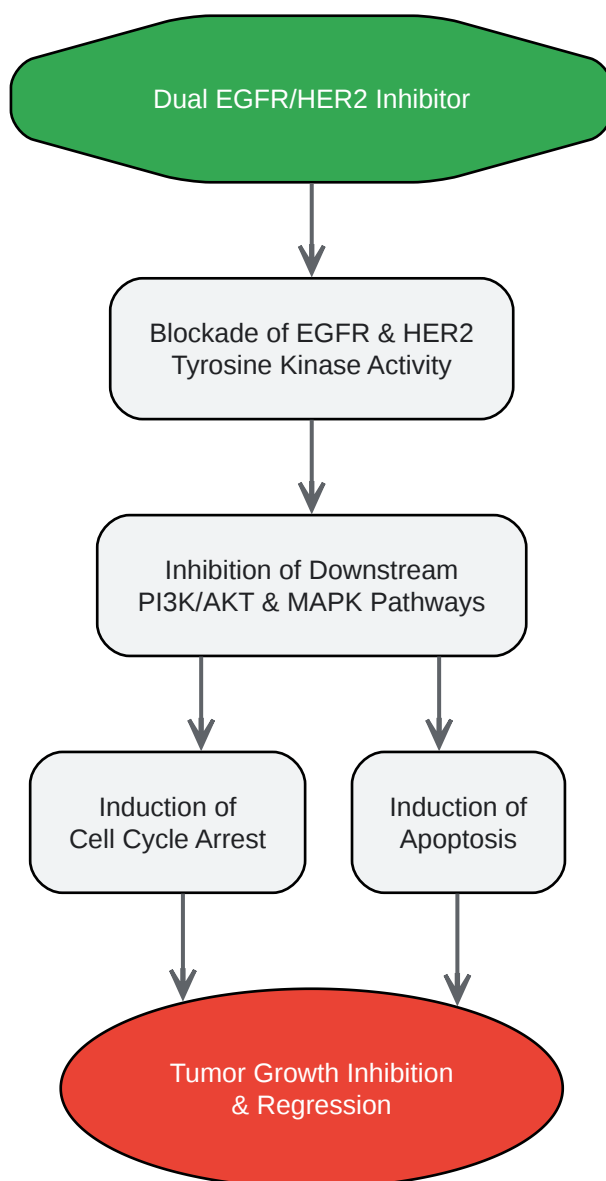 Dual EGFR/HER2 Inhibitor
Blockade of EGFR & HER2
Tyrosine Kinase Activity
Inhibition of Downstream
PI3K/AKT & MAPK Pathways
Induction of
Cell Cycle Arrest
Induction of
Apoptosis
Tumor Growth Inhibition
& Regression